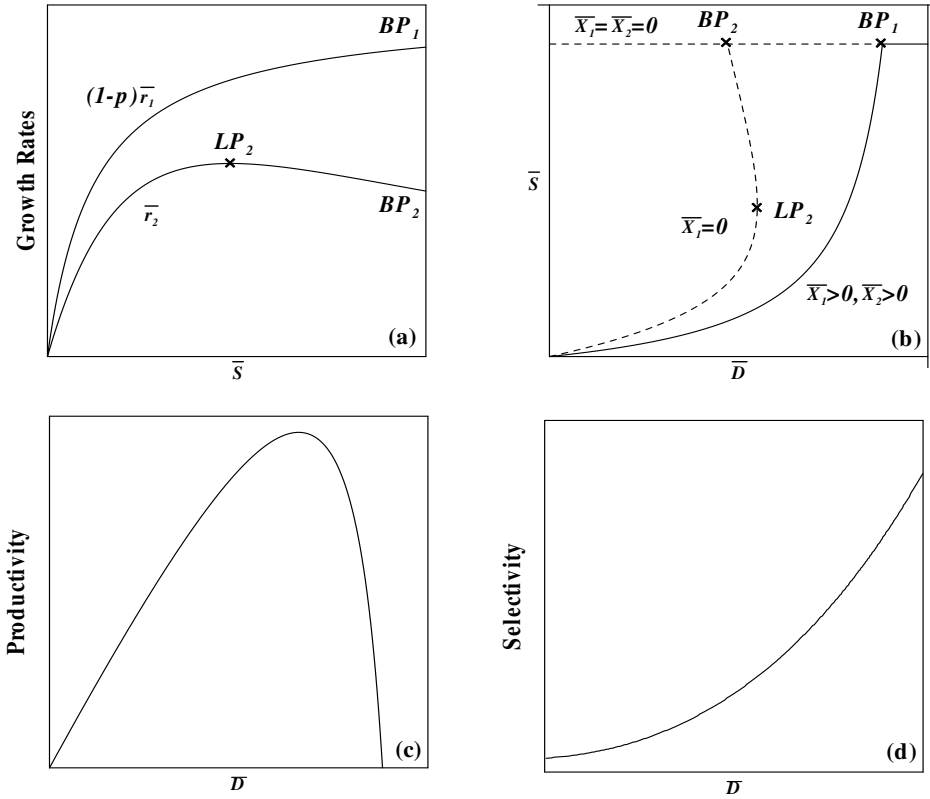 Growth Rates
BP₁
(1-p)r̅₁
LP₂
r̅₂
BP₂
(a)
S̅
X̅₁=X̅₂=0
BP₂
BP₁
S̅
LP₂
X̅₁=0
X̅₁>0, X̅₂>0
(b)
D̅
Productivity
(c)
D̅
Selectivity
(d)
D̅